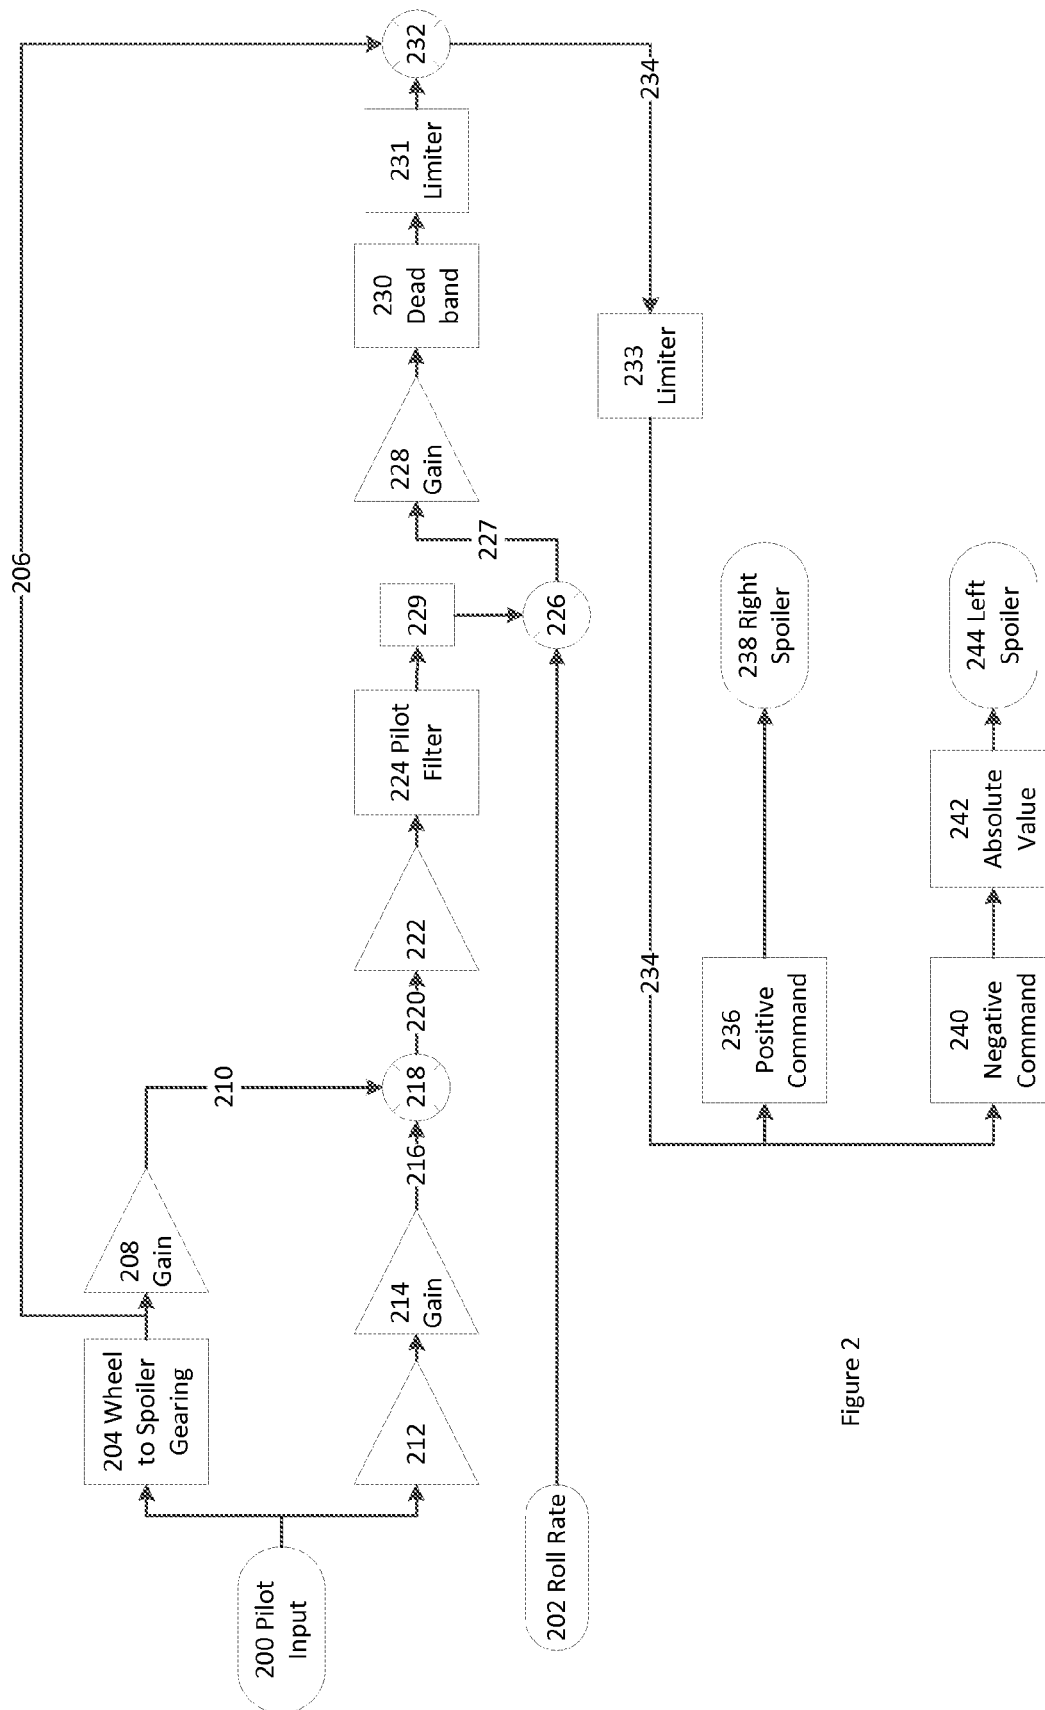 200 Pilot
Input
202 Roll Rate
204 Wheel
to Spoiler
Gearing
206
208
Gain
210
212
214
Gain
216
218
220
222
224 Pilot
Filter
229
226
227
228
Gain
230
Dead
band
231
Limiter
232
234
233
Limiter
234
236
Positive
Command
238 Right
Spoiler
240
Negative
Command
242
Absolute
Value
244 Left
Spoiler
Figure 2